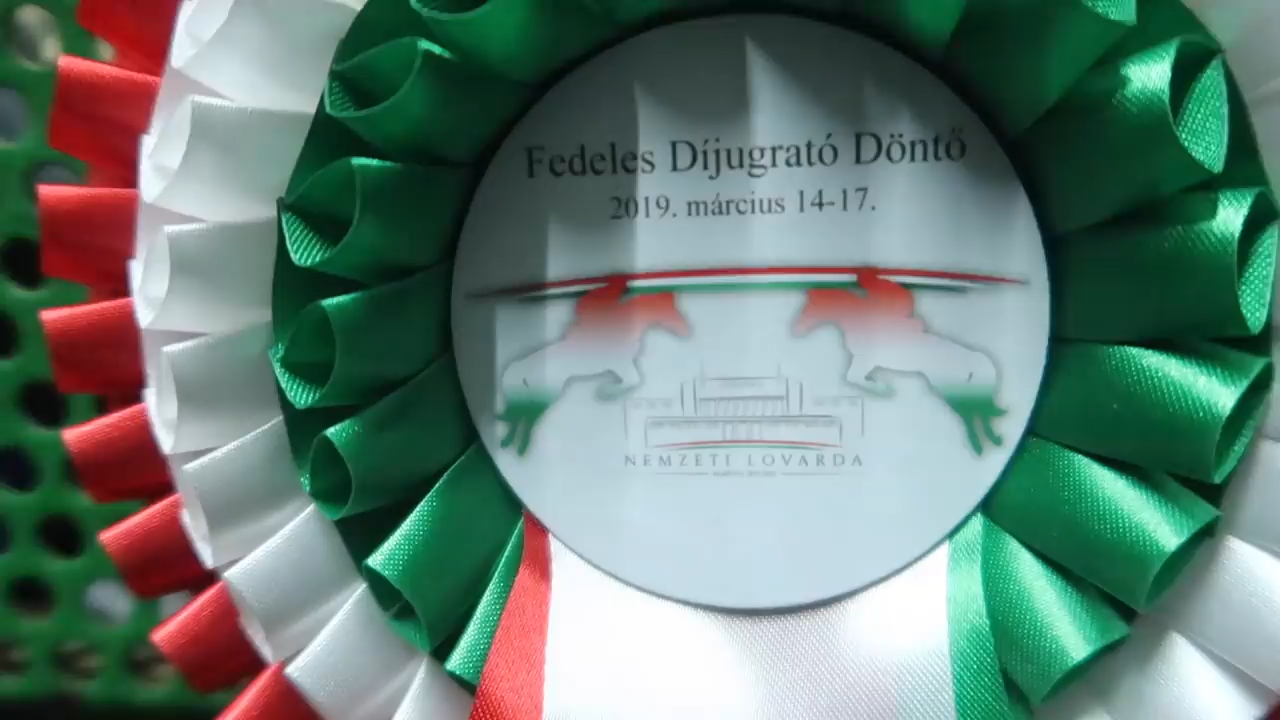 Fedeles Díjugrató Döntő
2019. március 14-17.
NEMZETI LOVARDA